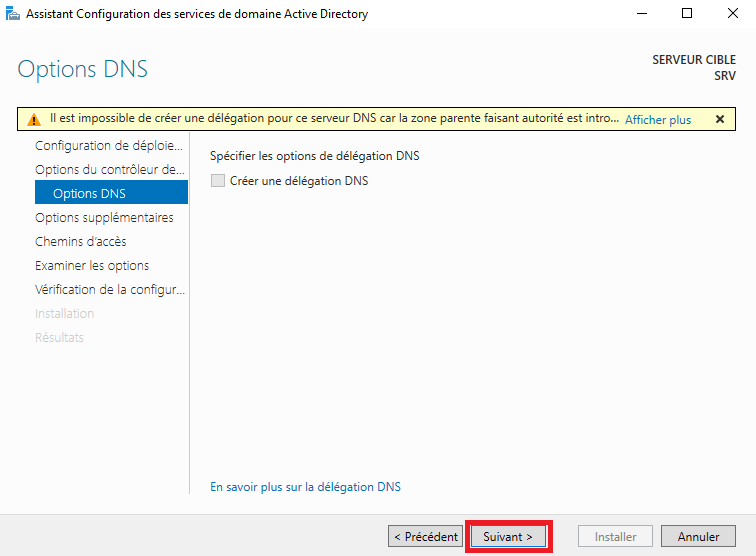 Assistant Configuration des services de domaine Active Directory
Options DNS
SERVEUR CIBLE
SRV
Il est impossible de créer une délégation pour ce serveur DNS car la zone parente faisant autorité est intro... Afficher plus
Configuration de déploie...
Options du contrôleur de...
Options DNS
Options supplémentaires
Chemins d'accès
Examiner les options
Vérification de la configur...
Installation
Résultats
Spécifier les options de délégation DNS
Créer une délégation DNS
En savoir plus sur la délégation DNS
< Précédent
Suivant >
Installer
Annuler